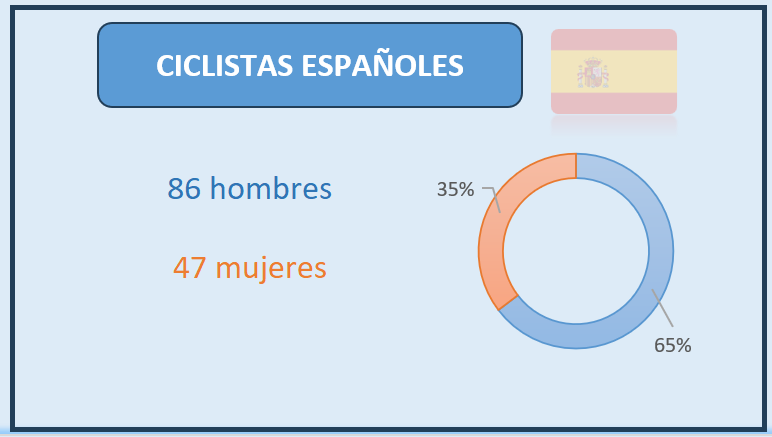 CICLISTAS ESPAÑOLES
86 hombres
47 mujeres
35%
65%